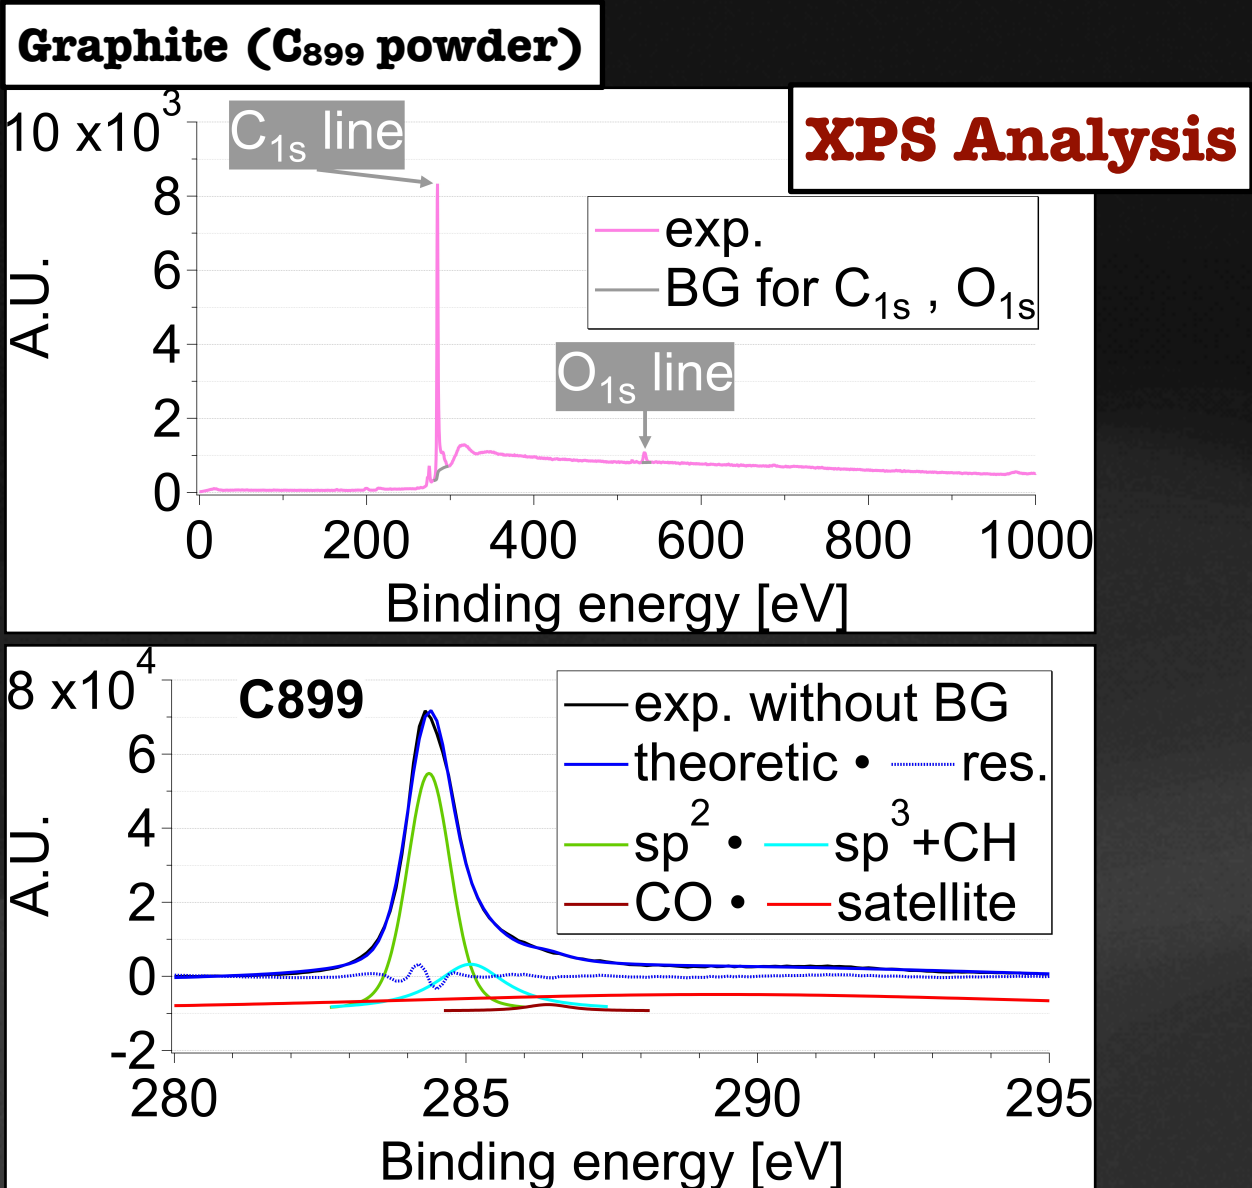 Graphite (C₈₉₉ powder)
XPS Analysis
10 x10³
8
6
4
2
0
A.U.
C₁ₛ line
exp.
BG for C₁ₛ , O₁ₛ
O₁ₛ line
0 200 400 600 800 1000
Binding energy [eV]
8 x10⁴
6
4
2
0
-2
A.U.
C899
exp. without BG
theoretic • res.
sp² • sp³+CH
CO • satellite
280 285 290 295
Binding energy [eV]